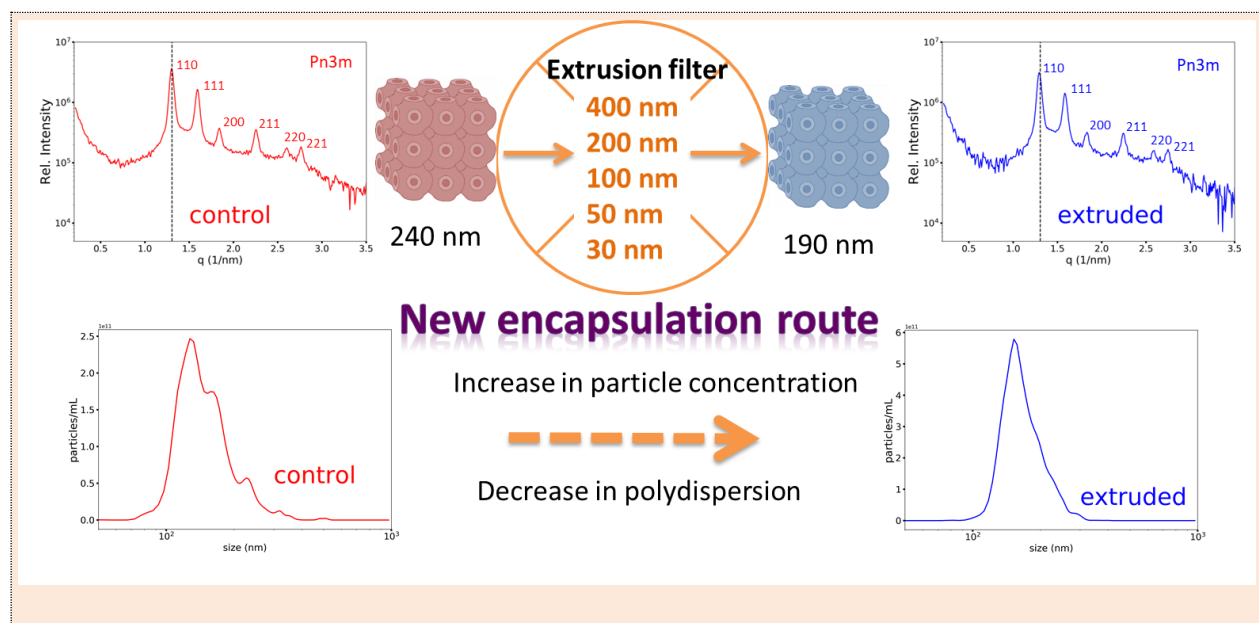 10⁷
10⁶
10⁵
10⁴
Rel. Intensity
Pn3m
110
111
200
211
220
221
control
0.5 1.0 1.5 2.0 2.5 3.0 3.5
q (1/nm)
240 nm
Extrusion filter
400 nm
200 nm
100 nm
50 nm
30 nm
190 nm
10⁷
10⁶
10⁵
10⁴
Rel. Intensity
Pn3m
110
111
200
211
220
221
extruded
0.5 1.0 1.5 2.0 2.5 3.0 3.5
q (1/nm)
New encapsulation route
Increase in particle concentration
Decrease in polydispersion
1e11
2.5
2.0
1.5
1.0
0.5
0.0
particles/mL
control
10² 10³
size (nm)
1e11
6
5
4
3
2
1
0
particles/mL
extruded
10² 10³
size (nm)